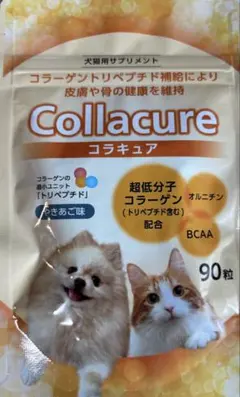 犬猫用サプリメント
コラーゲントリペプチド補給により
皮膚や骨の健康を維持
Collacure
コラキュア
コラーゲンの
最小ユニット
「トリペプチド」
やきあご味
超低分子
コラーゲン
(トリペプチド含む)
配合
オルニチン
BCAA
90粒